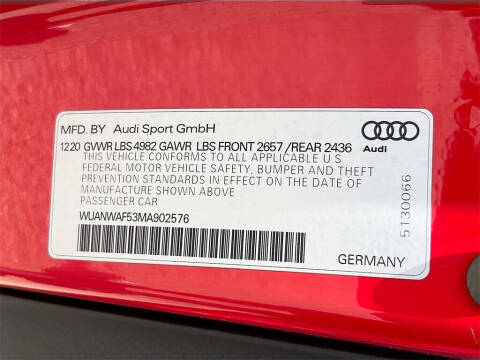 MFD. BY Audi Sport GmbH
1220 GVWR LBS 4982 GAWR LBS FRONT 2657 /REAR 2436
THIS VEHICLE CONFORMS TO ALL APPLICABLE U S
FEDERAL MOTOR VEHICLE SAFETY, BUMPER AND THEFT
PREVENTION STANDARDS IN EFFECT ON THE DATE OF
MANUFACTURE SHOWN ABOVE
PASSENGER CAR
WUANWAF53MA902576
Audi
5130066
GERMANY